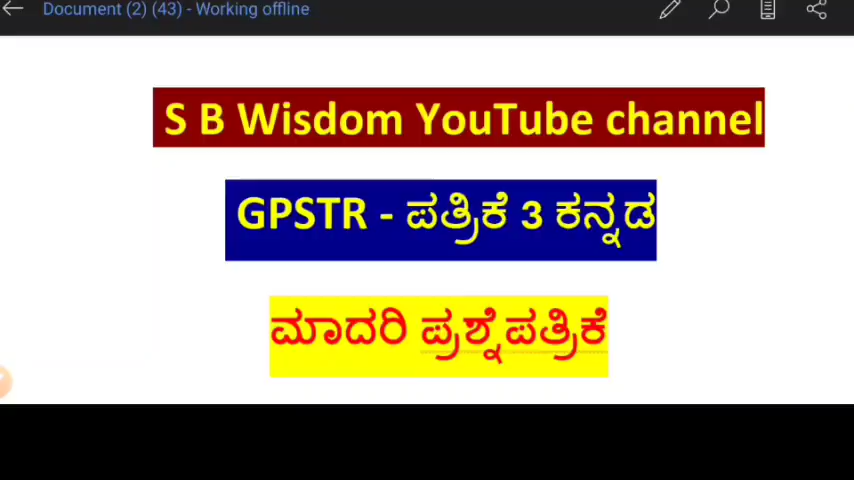 Document (2) (43) - Working offline
S B Wisdom YouTube channel
GPSTR - ಪತ್ರಿಕೆ 3 ಕನ್ನಡ
ಮಾದರಿ ಪ್ರಶ್ನೆಪತ್ರಿಕೆ